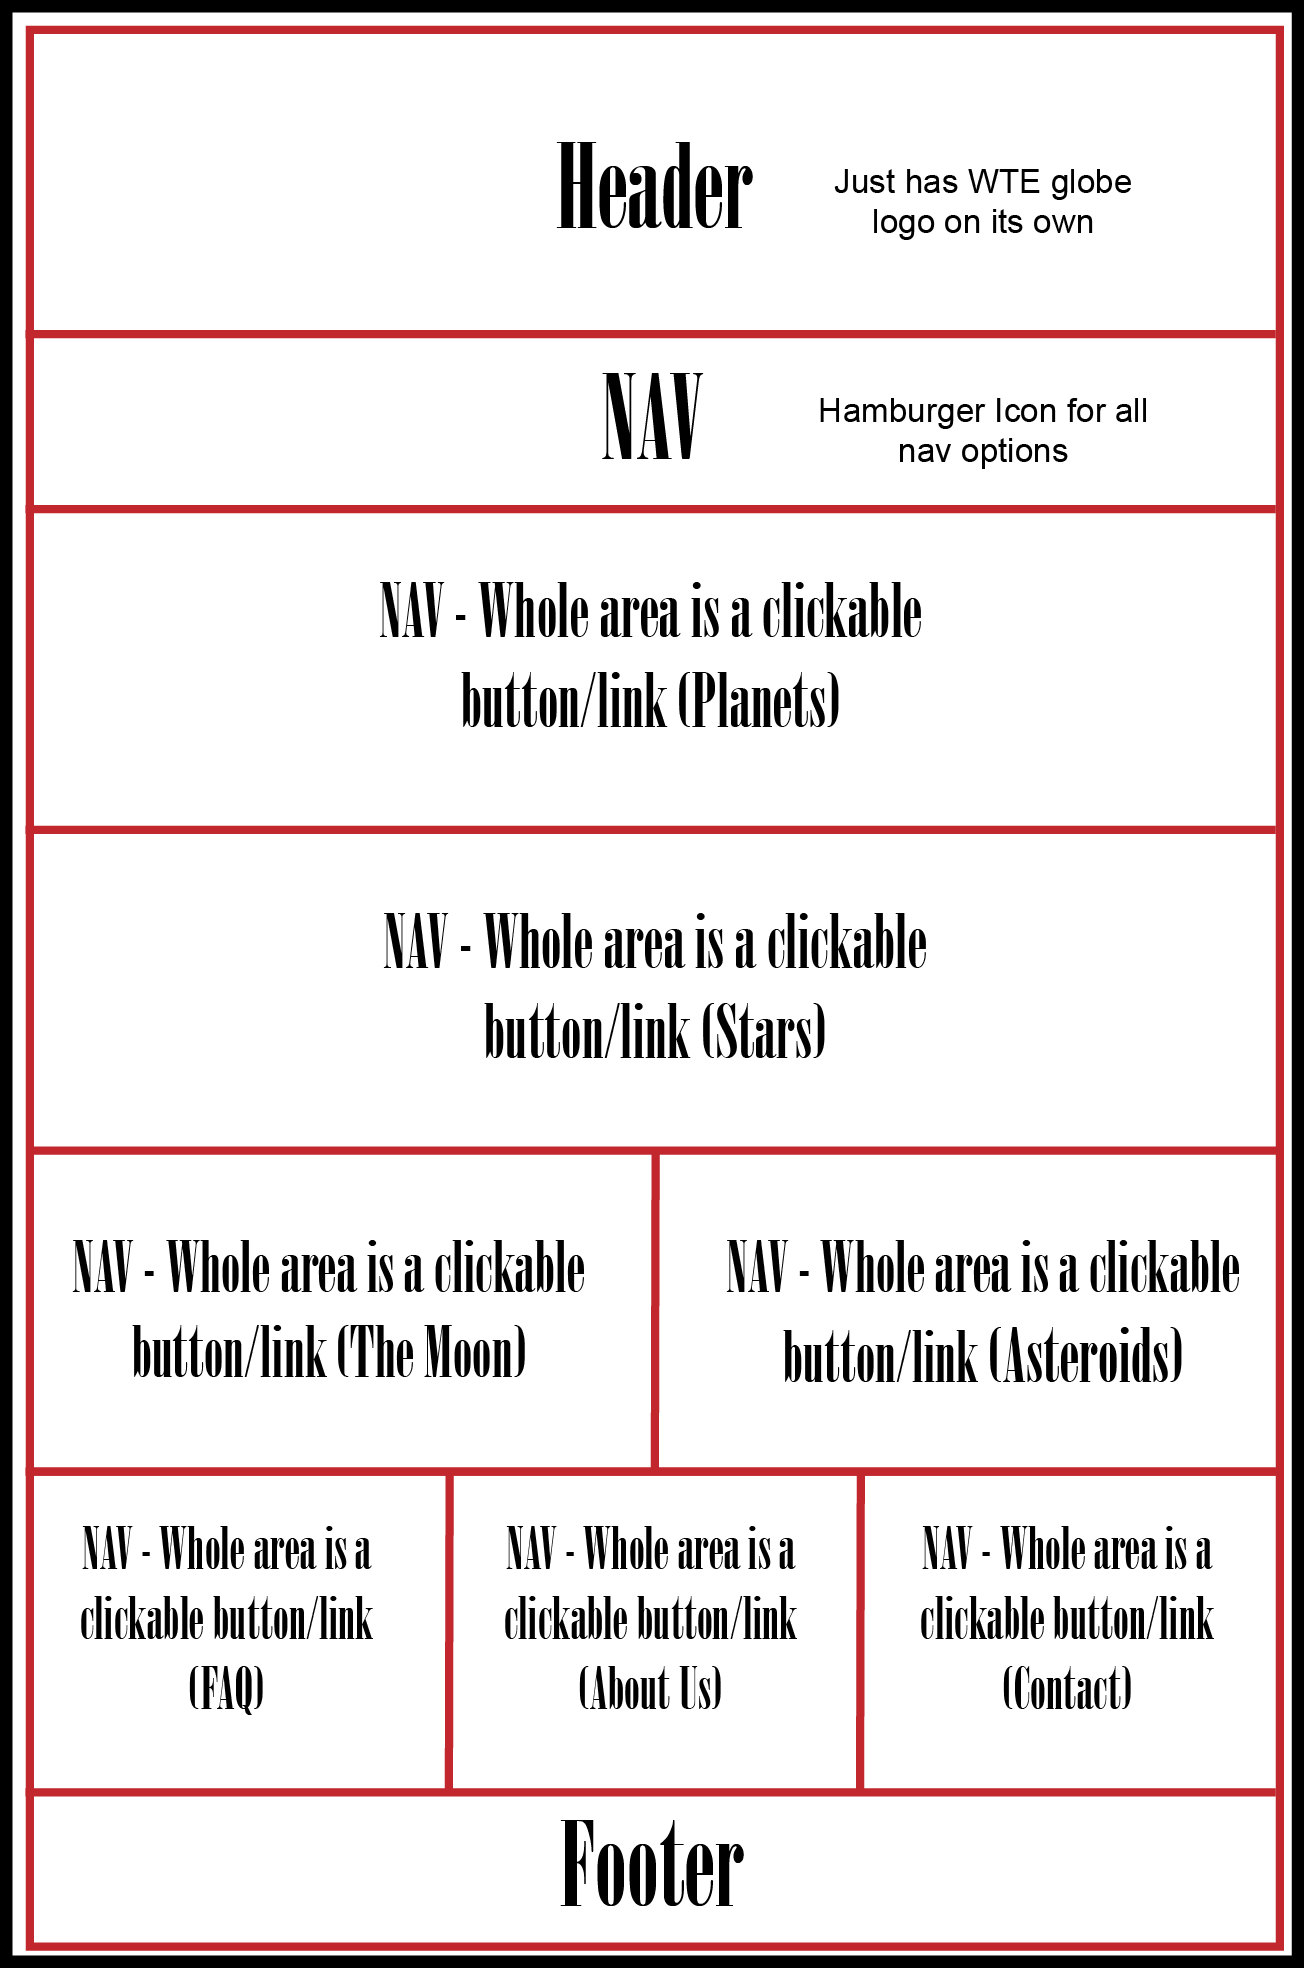 Header
Just has WTE globe
logo on its own
NAV
Hamburger Icon for all
nav options
NAV - Whole area is a clickable
button/link (Planets)
NAV - Whole area is a clickable
button/link (Stars)
NAV - Whole area is a clickable
button/link (The Moon)
NAV - Whole area is a clickable
button/link (Asteroids)
NAV - Whole area is a
clickable button/link
(FAQ)
NAV - Whole area is a
clickable button/link
(About Us)
NAV - Whole area is a
clickable button/link
(Contact)
Footer